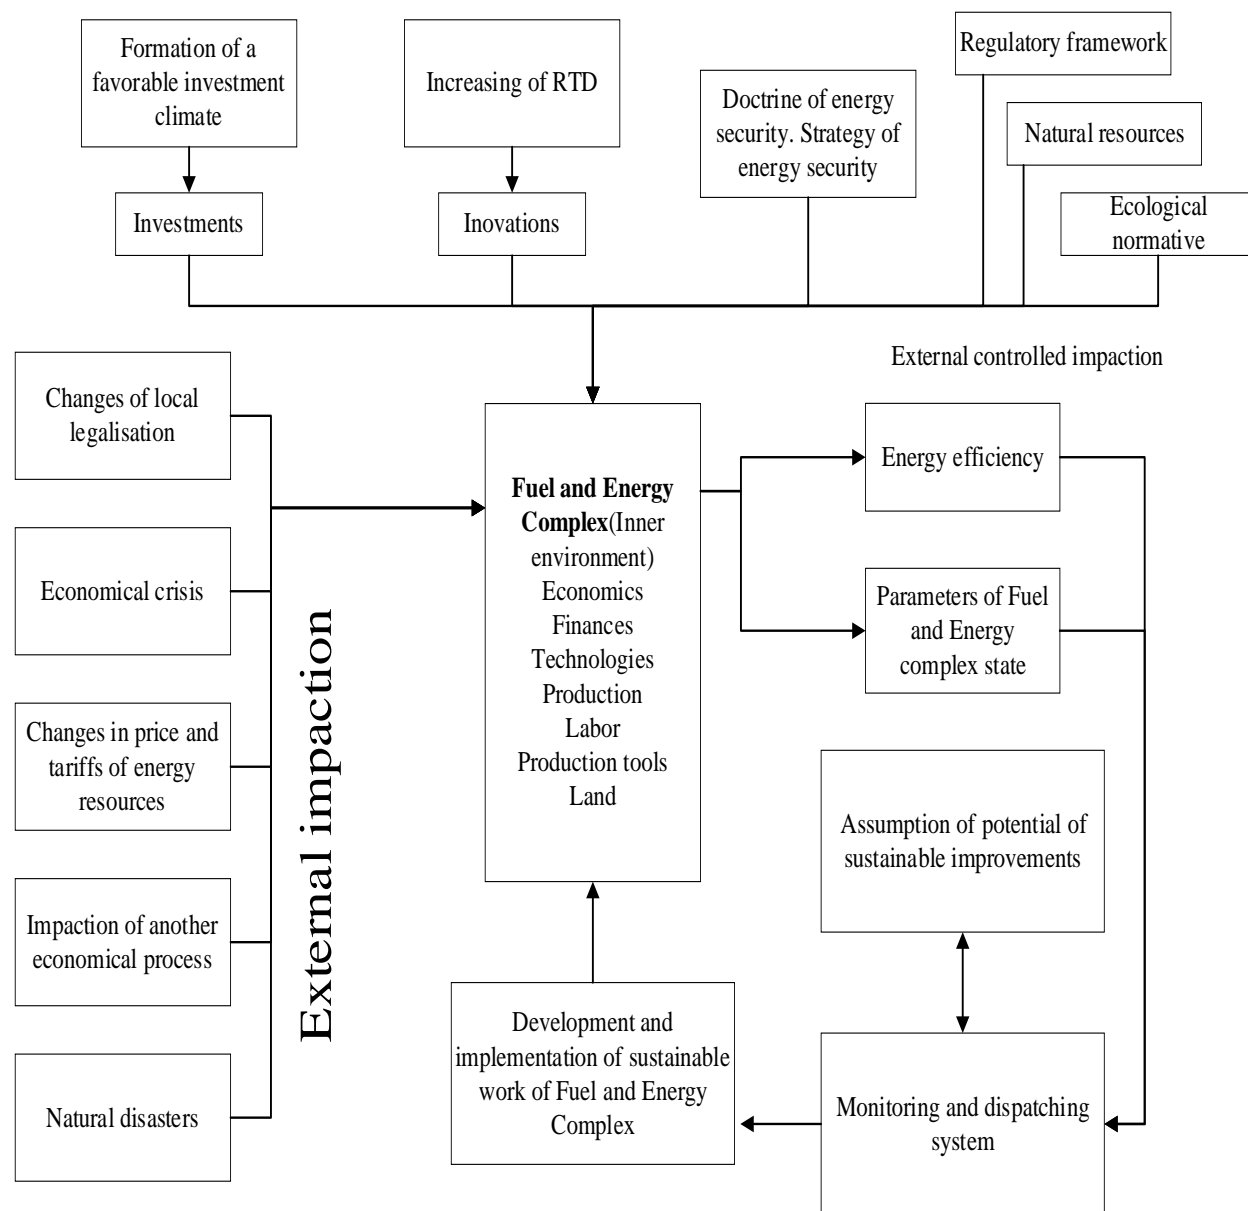 Formation of a
favorable investment
climate
Increasing of RTD
Doctrine of energy
security. Strategy of
energy security
Regulatory framework
Natural resources
Ecological
normative
Investments
Inovations
External controlled impaction
Changes of local
legalisation
Economical crisis
Changes in price and
tariffs of energy
resources
Impaction of another
economical process
Natural disasters
External impaction
Fuel and Energy
Complex(Inner
environment)
Economics
Finances
Technologies
Production
Labor
Production tools
Land
Energy efficiency
Parameters of Fuel
and Energy
complex state
Assumption of potential of
sustainable improvements
Development and
implementation of sustainable
work of Fuel and Energy
Complex
Monitoring and dispatching
system